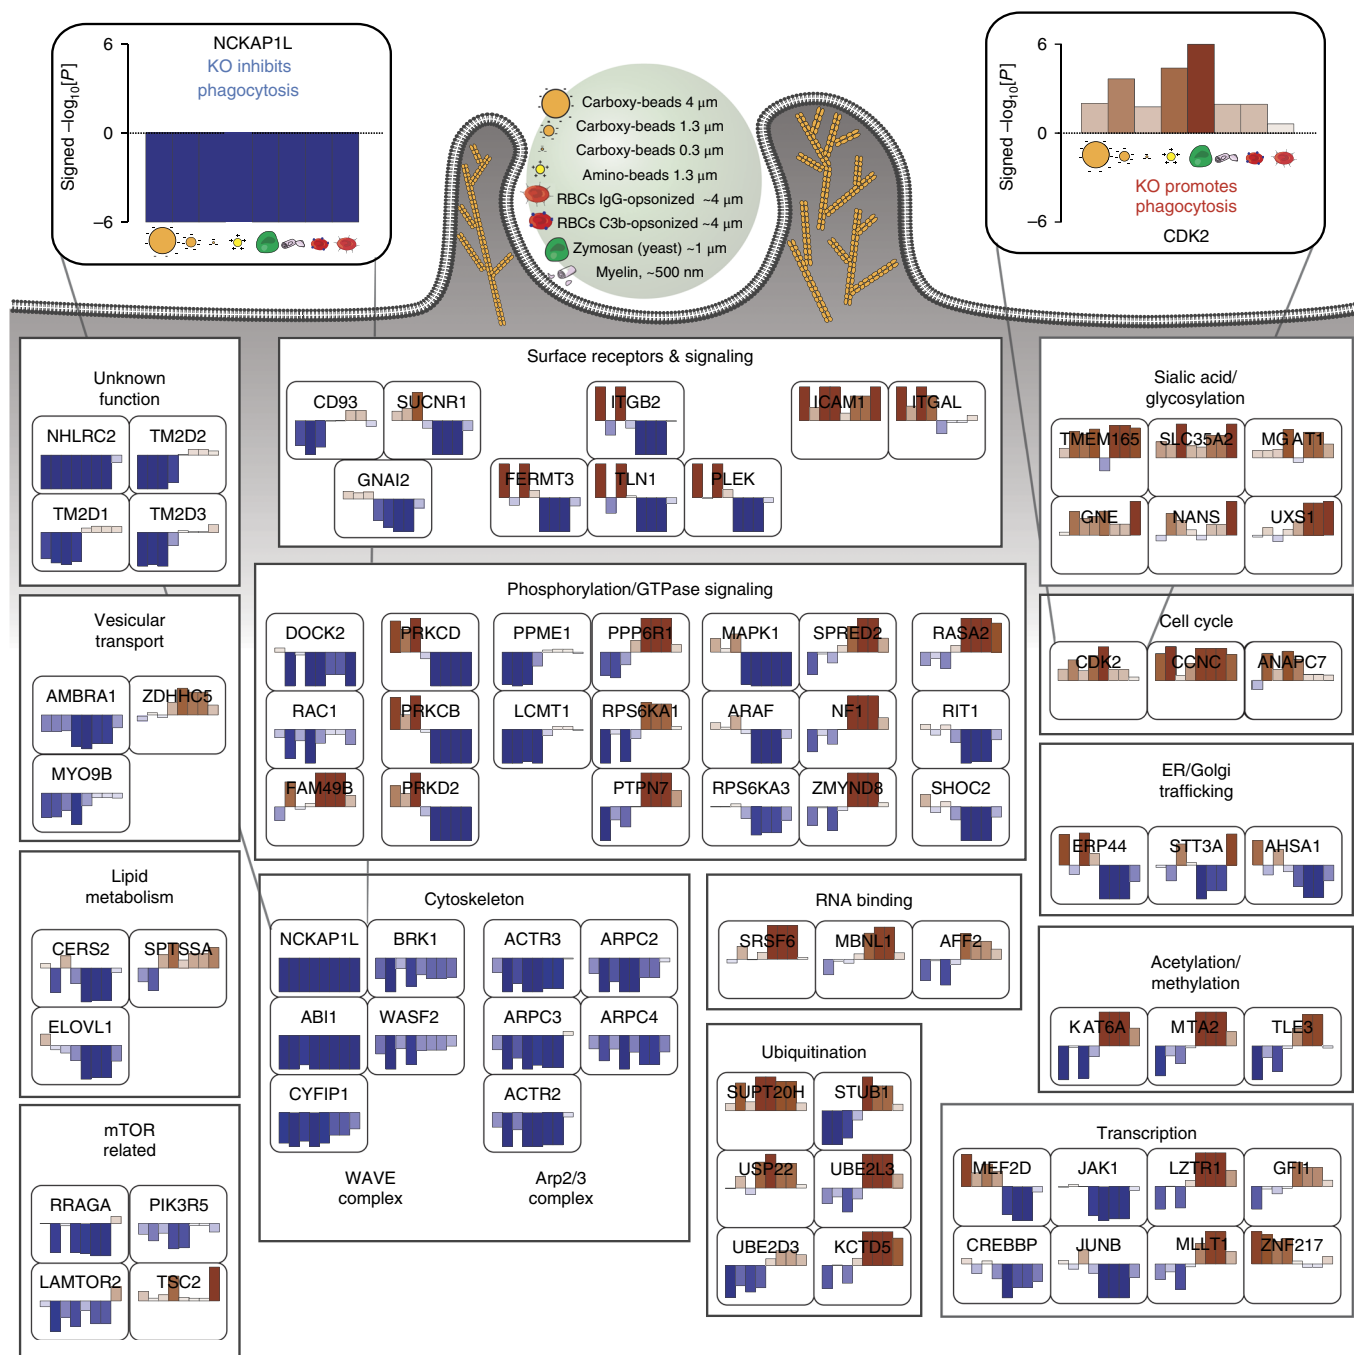 6
0
−6
Signed –log10[P]
NCKAP1L
KO inhibits
phagocytosis
Carboxy-beads 4 μm
Carboxy-beads 1.3 μm
Carboxy-beads 0.3 μm
Amino-beads 1.3 μm
RBCs IgG-opsonized ~4 μm
RBCs C3b-opsonized ~4 μm
Zymosan (yeast) ~1 μm
Myelin, ~500 nm
6
0
−6
Signed –log10[P]
KO promotes
phagocytosis
CDK2
Unknown
function
NHLRC2 TM2D2
TM2D1 TM2D3
Surface receptors & signaling
CD93 SUCNR1 ITGB2 ICAM1 ITGAL
GNAI2 FERMT3 TLN1 PLEK
Sialic acid/
glycosylation
TMEM165 SLC35A2 MGAT1
GNE NANS UXS1
Vesicular
transport
AMBRA1 ZDHHC5
MYO9B
Phosphorylation/GTPase signaling
DOCK2 PRKCD PPME1 PPP6R1 MAPK1 SPRED2 RASA2
RAC1 PRKCB LCMT1 RPS6KA1 ARAF NF1 RIT1
FAM49B PRKD2 PTPN7 RPS6KA3 ZMYND8 SHOC2
Cell cycle
CDK2 CCNC ANAPC7
ER/Golgi
trafficking
ERP44 STT3A AHSA1
Lipid
metabolism
CERS2 SPTSSA
ELOVL1
Cytoskeleton
NCKAP1L BRK1 ACTR3 ARPC2
ABI1 WASF2 ARPC3 ARPC4
CYFIP1 ACTR2
WAVE
complex
Arp2/3
complex
RNA binding
SRSF6 MBNL1 AFF2
Acetylation/
methylation
KAT6A MTA2 TLE3
Ubiquitination
SUPT20H STUB1
USP22 UBE2L3
UBE2D3 KCTD5
mTOR
related
RRAGA PIK3R5
LAMTOR2 TSC2
Transcription
MEF2D JAK1 LZTR1 GFI1
CREBBP JUNB MLLT1 ZNF217